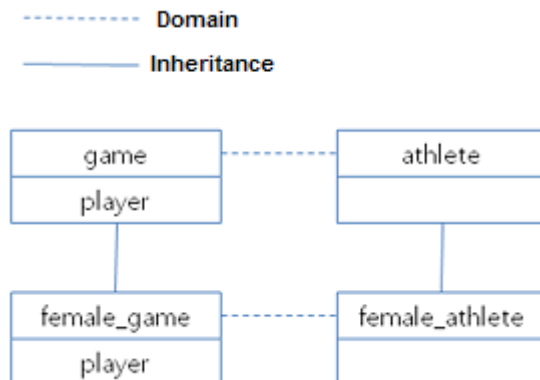 Domain
Inheritance
game
athlete
player
female_game
female_athlete
player